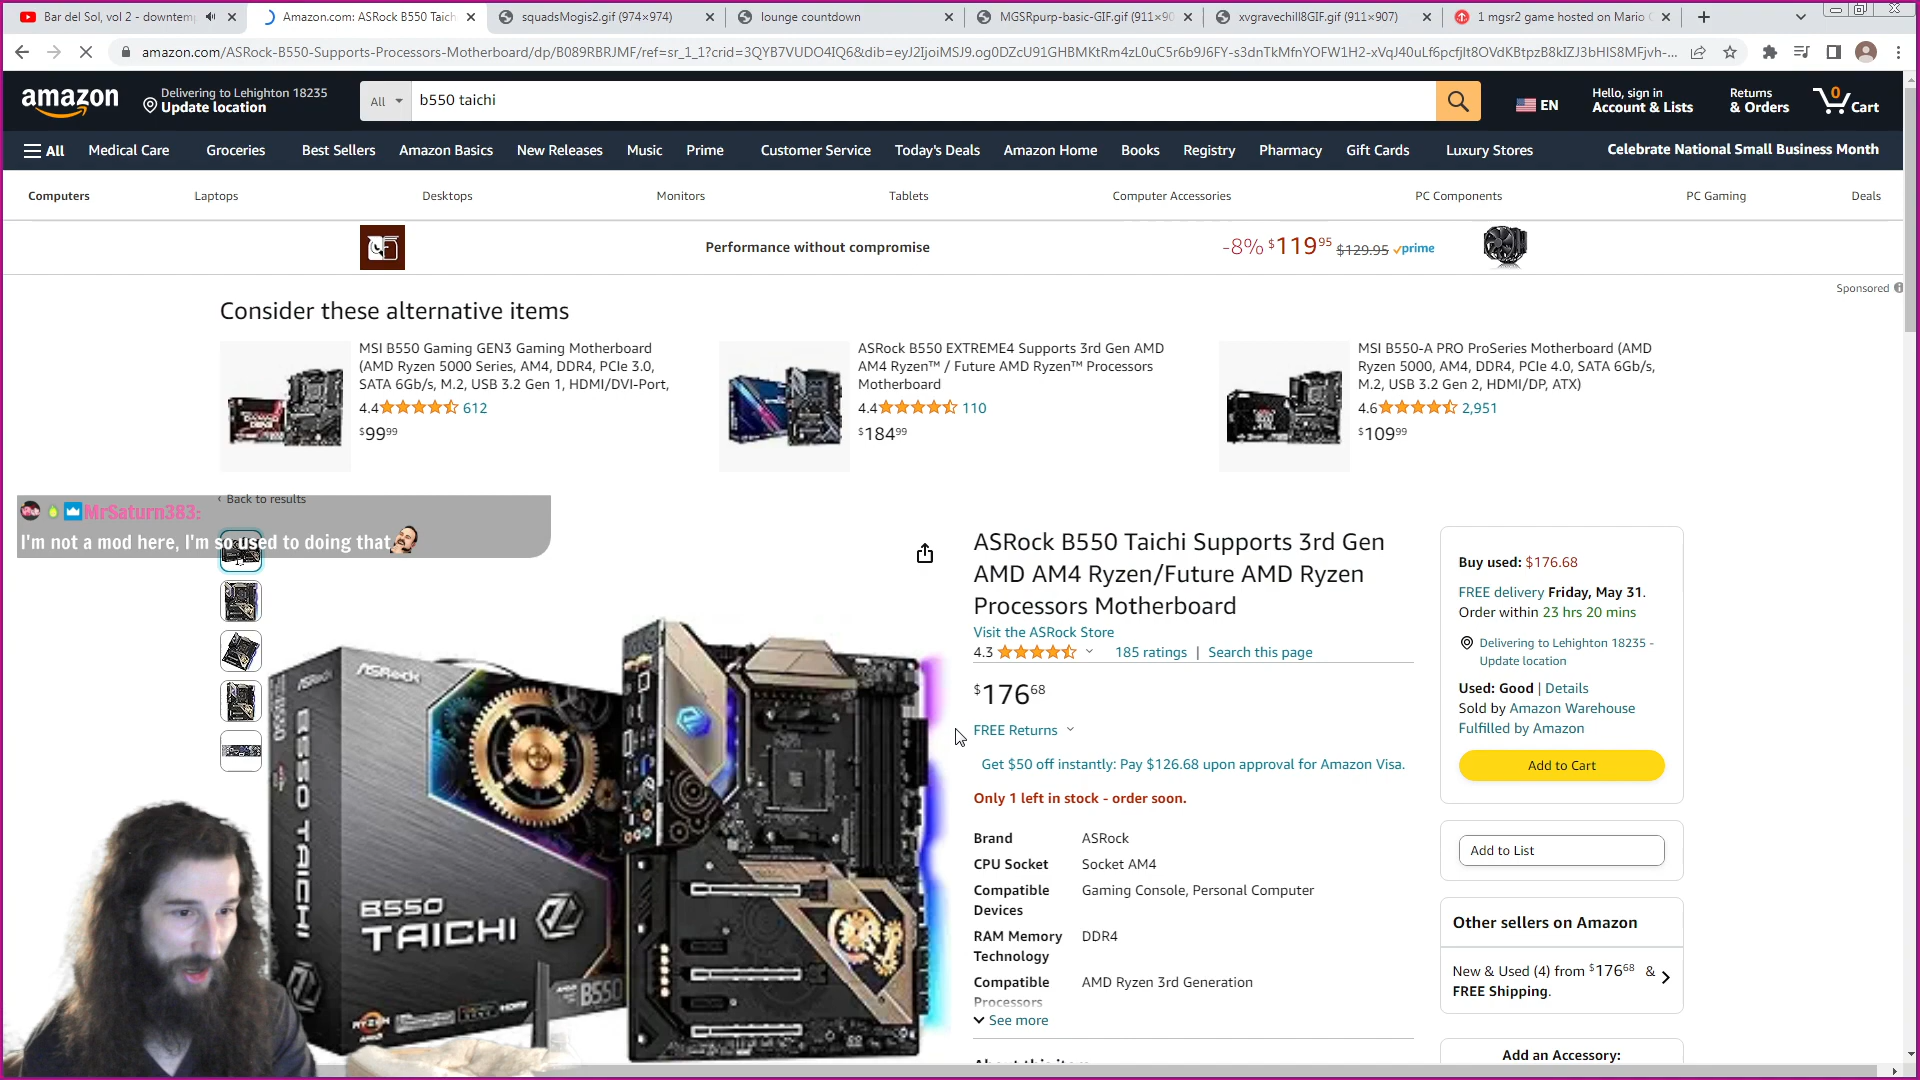 Bar del Sol, vol 2 - downtemp
Amazon.com: ASRock B550 Taich
squadsMogis2.gif (974×974)
lounge countdown
MGSRpurp-basic-GIF.gif (911×90
xvgravechill8GIF.gif (911×907)
1 mgsr2 game hosted on Mario C
amazon.com/ASRock-B550-Supports-Processors-Motherboard/dp/B089RBRJMF/ref=sr_1_1?crid=3QYB7VUDO4IQ6&dib=eyJ2IjoiMSJ9.og0DZcU91GHBMKtRm4zL0uC5r6b9J6FY-s3dnTkMfnYOFW1H2-xVqJ40uLf6pcfjlt8OVdKBtpzB8kIZJ3bHlS8MFjvh-...
amazon
Delivering to Lehighton 18235
Update location
All
b550 taichi
EN
Hello, sign in
Account & Lists
Returns
& Orders
0
Cart
All
Medical Care
Groceries
Best Sellers
Amazon Basics
New Releases
Music
Prime
Customer Service
Today's Deals
Amazon Home
Books
Registry
Pharmacy
Gift Cards
Luxury Stores
Celebrate National Small Business Month
Computers
Laptops
Desktops
Monitors
Tablets
Computer Accessories
PC Components
PC Gaming
Deals
Performance without compromise
-8% $119.95 $129.95 prime
Sponsored
Consider these alternative items
MSI B550 Gaming GEN3 Gaming Motherboard
(AMD Ryzen 5000 Series, AM4, DDR4, PCIe 3.0,
SATA 6Gb/s, M.2, USB 3.2 Gen 1, HDMI/DVI-Port,
4.4 612
$99.99
ASRock B550 EXTREME4 Supports 3rd Gen AMD
AM4 Ryzen™ / Future AMD Ryzen™ Processors
Motherboard
4.4 110
$184.99
MSI B550-A PRO ProSeries Motherboard (AMD
Ryzen 5000, AM4, DDR4, PCIe 4.0, SATA 6Gb/s,
M.2, USB 3.2 Gen 2, HDMI/DP, ATX)
4.6 2,951
$109.99
‹ Back to results
MrSaturn383:
I'm not a mod here, I'm so used to doing that
ASRock
B550 TAICHI
B550
TAICHI
RYZEN
AMD B550
ASRock B550 Taichi Supports 3rd Gen
AMD AM4 Ryzen/Future AMD Ryzen
Processors Motherboard
Visit the ASRock Store
4.3 185 ratings | Search this page
$176.68
FREE Returns
Get $50 off instantly: Pay $126.68 upon approval for Amazon Visa.
Only 1 left in stock - order soon.
Brand ASRock
CPU Socket Socket AM4
Compatible Gaming Console, Personal Computer
Devices
RAM Memory DDR4
Technology
Compatible AMD Ryzen 3rd Generation
Processors
See more
About this item
Buy used: $176.68
FREE delivery Friday, May 31.
Order within 23 hrs 20 mins
Delivering to Lehighton 18235 -
Update location
Used: Good | Details
Sold by Amazon Warehouse
Fulfilled by Amazon
Add to Cart
Add to List
Other sellers on Amazon
New & Used (4) from $176.68 &
FREE Shipping.
Add an Accessory: